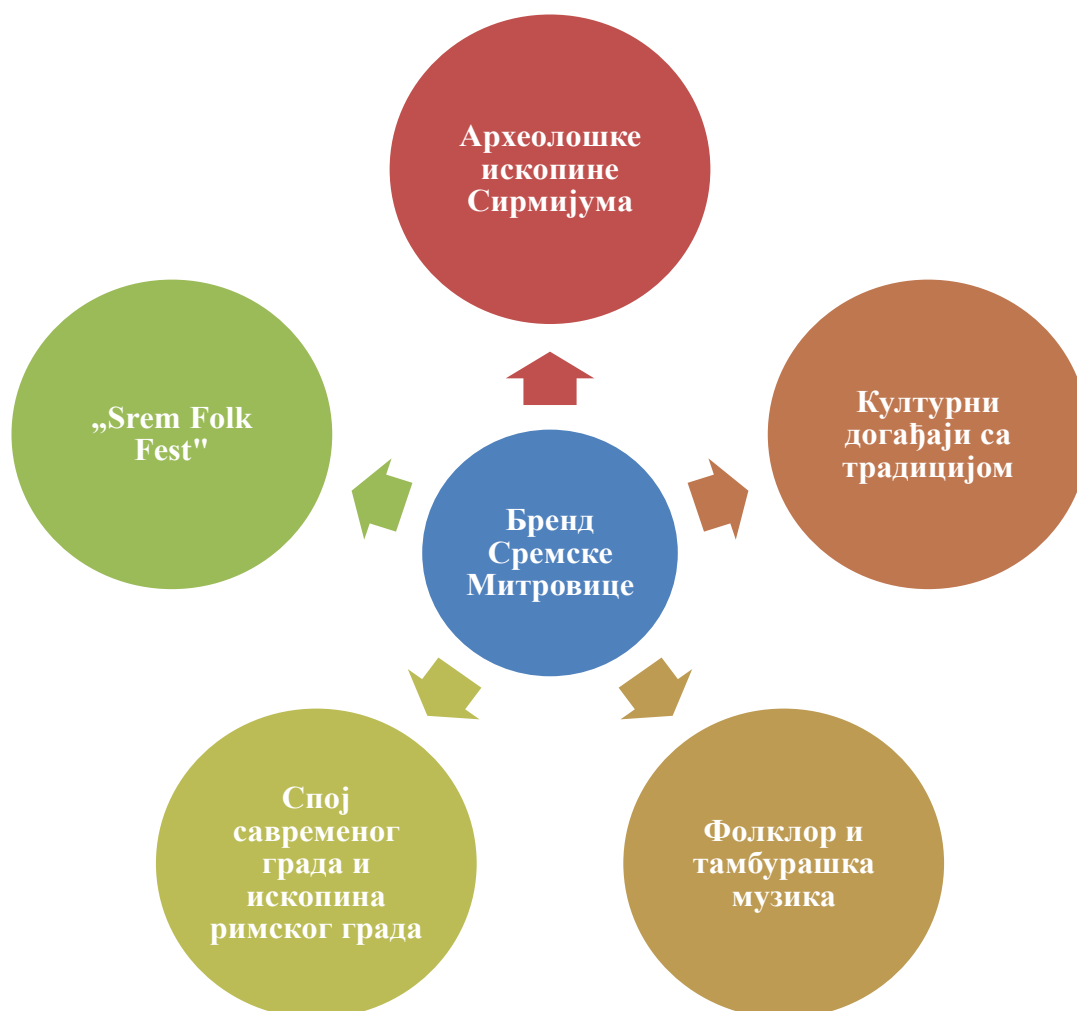 Археолошке
ископине
Сирмијума
Културни
догађаји са
традицијом
Фолклор и
тамбурашка
музика
Спој
савременог
града и
ископина
римског града
„Srem Folk
Fest"
Бренд
Сремске
Митровице